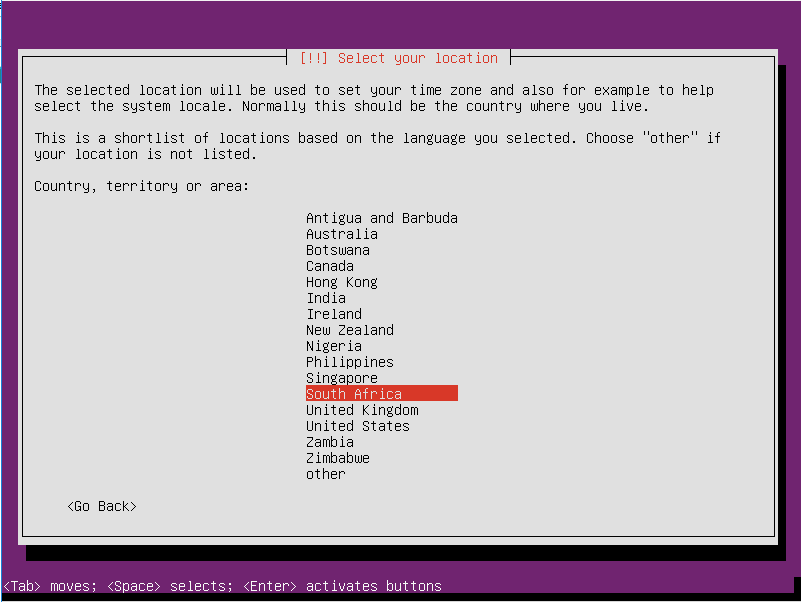 [!!] Select your location
The selected location will be used to set your time zone and also for example to help
select the system locale. Normally this should be the country where you live.
This is a shortlist of locations based on the language you selected. Choose "other" if
your location is not listed.
Country, territory or area:
Antigua and Barbuda
Australia
Botswana
Canada
Hong Kong
India
Ireland
New Zealand
Nigeria
Philippines
Singapore
South Africa
United Kingdom
United States
Zambia
Zimbabwe
other
<Go Back>
<Tab> moves; <Space> selects; <Enter> activates buttons